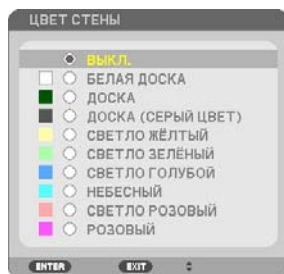 ЦВЕТ СТЕНЫ
ВЫКЛ.
БЕЛАЯ ДОСКА
ДОСКА
ДОСКА (СЕРЫЙ ЦВЕТ)
СВЕТЛО ЖЁЛТЫЙ
СВЕТЛО ЗЕЛЁНЫЙ
СВЕТЛО ГОЛУБОЙ
НЕБЕСНЫЙ
СВЕТЛО РОЗОВЫЙ
РОЗОВЫЙ
ENTER EXIT